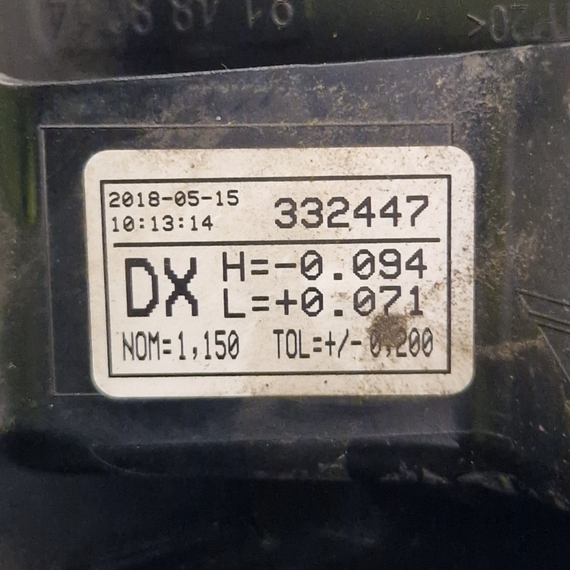 2018-05-15
10:13:14
332447
DX
H=-0.094
L=+0.071
NOM=1,150 TOL=+/-0,200